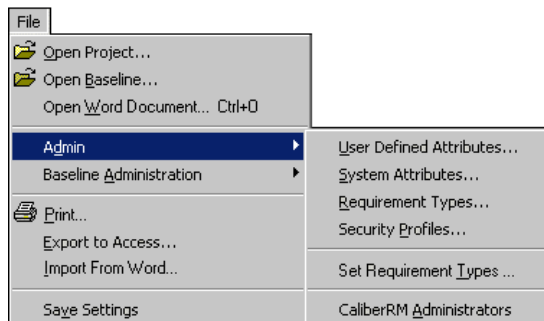 File
Open Project...
Open Baseline...
Open Word Document... Ctrl+O
Admin
Baseline Administration
Print...
Export to Access...
Import From Word...
Save Settings
User Defined Attributes...
System Attributes...
Requirement Types...
Security Profiles...
Set Requirement Types ...
CaliberRM Administrators